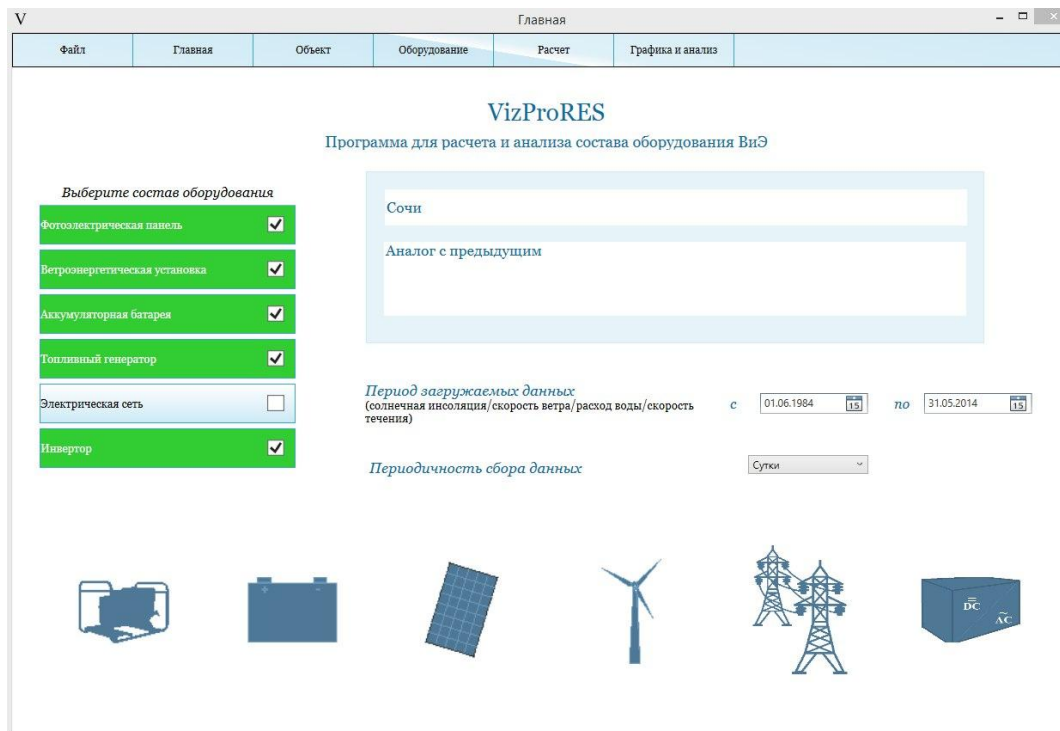 V
Главная
Файл
Главная
Объект
Оборудование
Расчет
Графика и анализ
VizProRES
Программа для расчета и анализа состава оборудования ВиЭ
Выберите состав оборудования
Фотоэлектрическая панель
Ветроэнергетическая установка
Аккумуляторная батарея
Топливный генератор
Электрическая сеть
Инвертор
Сочи
Аналог с предыдущим
Период загружаемых данных
(солнечная инсоляция/скорость ветра/расход воды/скорость
течения)
с
01.06.1984
15
по
31.05.2014
15
Периодичность сбора данных
Сутки
DC
AC